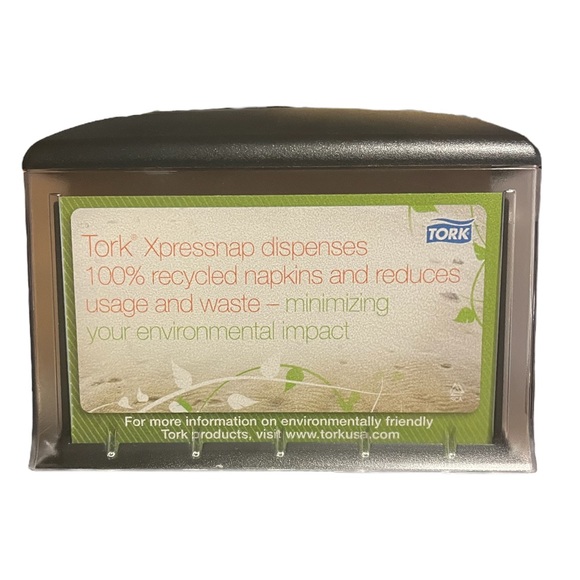 TORK
Tork® Xpressnap dispenses
100% recycled napkins and reduces
usage and waste – minimizing
your environmental impact
For more information on environmentally friendly
Tork products, visit www.torkusa.com